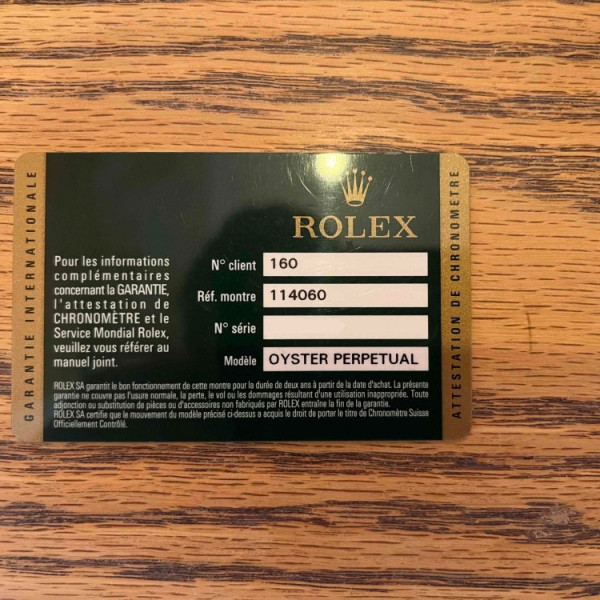 GARANTIE INTERNATIONALE
ROLEX
Pour les informations
complémentaires
concernant la GARANTIE,
l'attestation de
CHRONOMÈTRE et le
Service Mondial Rolex,
veuillez vous référer au
manuel joint.
N° client 160
Réf. montre 114060
N° série
Modèle OYSTER PERPETUAL
ROLEX SA garantit le bon fonctionnement de cette montre pour la durée de deux ans à partir de la date d'achat. La présente
garantie ne couvre pas l'usure normale, la perte, le vol ou les dommages résultant d'une utilisation inappropriée. Toute
adjonction ou substitution de pièces ou d'accessoires non fabriqués par ROLEX entraîne la fin de la garantie.
ROLEX SA certifie que le mouvement du modèle précisé ci-dessus a acquis le droit de porter le titre de Chronomètre Suisse
Officiellement Contrôlé.
ATTESTATION DE CHRONOMETRE